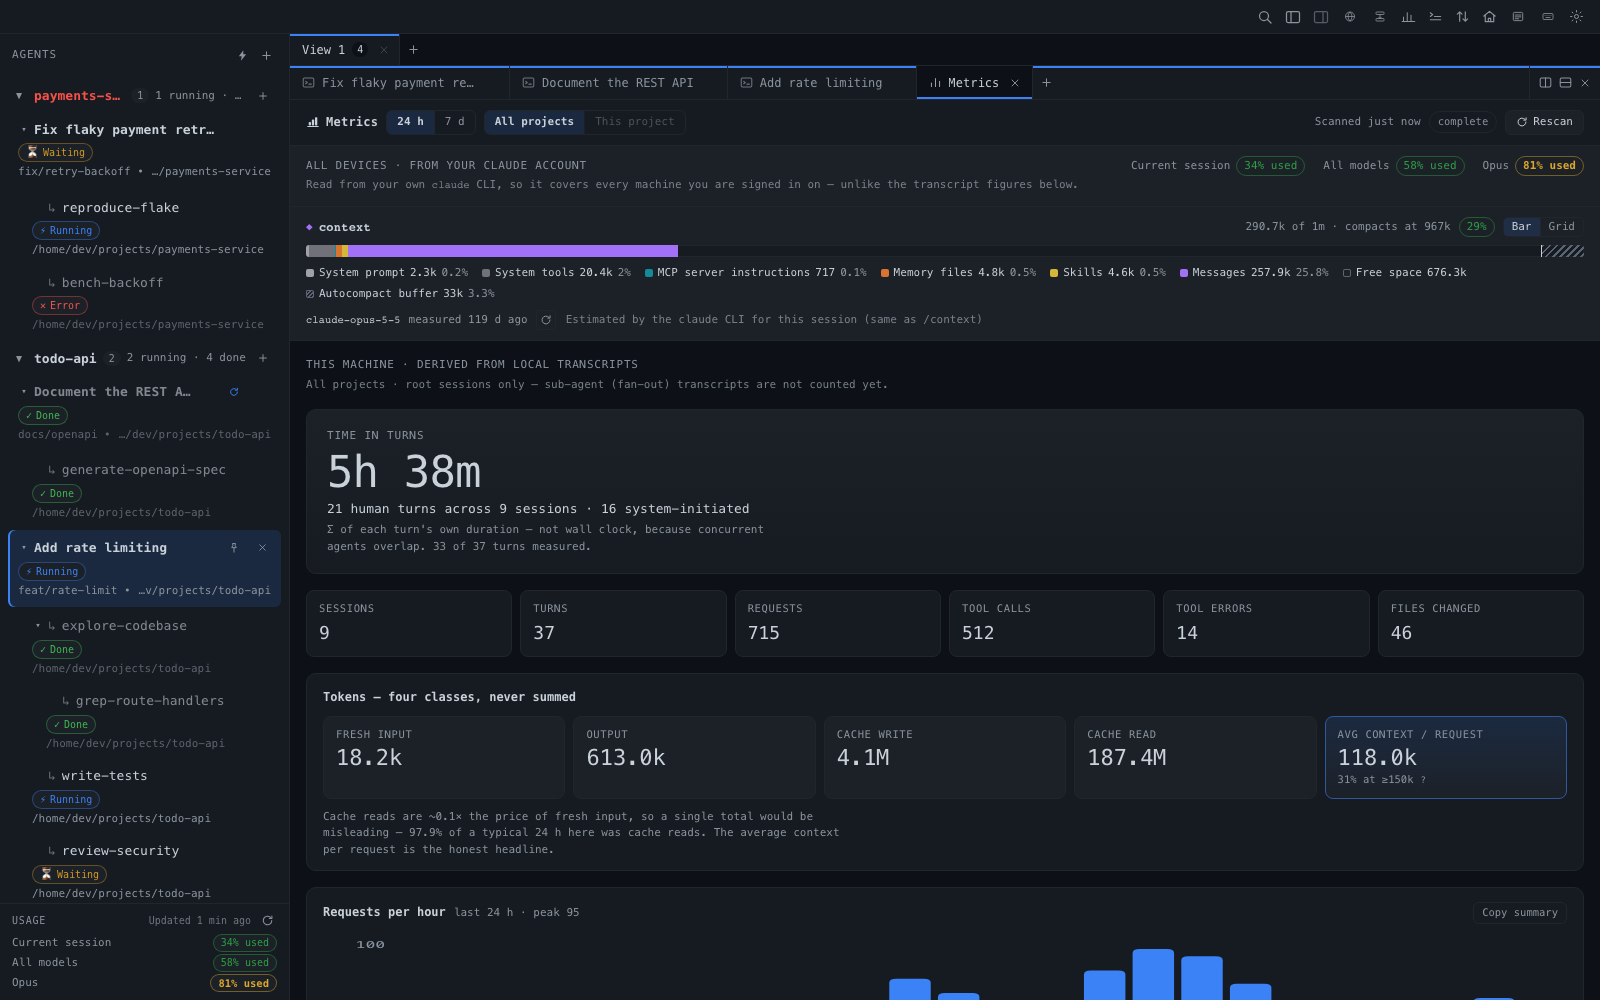 AGENTS
payments-s… 1 1 running · …
Fix flaky payment retr…
Waiting
fix/retry-backoff • …/payments-service
↳ reproduce-flake
Running
/home/dev/projects/payments-service
↳ bench-backoff
× Error
/home/dev/projects/payments-service
todo-api 2 2 running · 4 done
Document the REST A…
✓ Done
docs/openapi • …/dev/projects/todo-api
↳ generate-openapi-spec
✓ Done
/home/dev/projects/todo-api
Add rate limiting
Running
feat/rate-limit • …v/projects/todo-api
↳ explore-codebase
✓ Done
/home/dev/projects/todo-api
↳ grep-route-handlers
✓ Done
/home/dev/projects/todo-api
↳ write-tests
Running
/home/dev/projects/todo-api
↳ review-security
Waiting
/home/dev/projects/todo-api
USAGE Updated 1 min ago
Current session 34% used
All models 58% used
Opus 81% used
View 1 4
Fix flaky payment re… Document the REST API Add rate limiting Metrics
Metrics 24 h 7 d All projects This project Scanned just now complete Rescan
ALL DEVICES · FROM YOUR CLAUDE ACCOUNT Current session 34% used All models 58% used Opus 81% used
Read from your own claude CLI, so it covers every machine you are signed in on — unlike the transcript figures below.
context 290.7k of 1m · compacts at 967k 29% Bar Grid
System prompt 2.3k 0.2% System tools 20.4k 2% MCP server instructions 717 0.1% Memory files 4.8k 0.5% Skills 4.6k 0.5% Messages 257.9k 25.8% Free space 676.3k
Autocompact buffer 33k 3.3%
claude-opus-5-5 measured 119 d ago Estimated by the claude CLI for this session (same as /context)
THIS MACHINE · DERIVED FROM LOCAL TRANSCRIPTS
All projects · root sessions only — sub-agent (fan-out) transcripts are not counted yet.
TIME IN TURNS
5h 38m
21 human turns across 9 sessions · 16 system-initiated
Σ of each turn's own duration — not wall clock, because concurrent
agents overlap. 33 of 37 turns measured.
SESSIONS TURNS REQUESTS TOOL CALLS TOOL ERRORS FILES CHANGED
9 37 715 512 14 46
Tokens — four classes, never summed
FRESH INPUT OUTPUT CACHE WRITE CACHE READ AVG CONTEXT / REQUEST
18.2k 613.0k 4.1M 187.4M 118.0k
31% at ≥150k ?
Cache reads are ~0.1× the price of fresh input, so a single total would be
misleading — 97.9% of a typical 24 h here was cache reads. The average context
per request is the honest headline.
Requests per hour last 24 h · peak 95 Copy summary
100